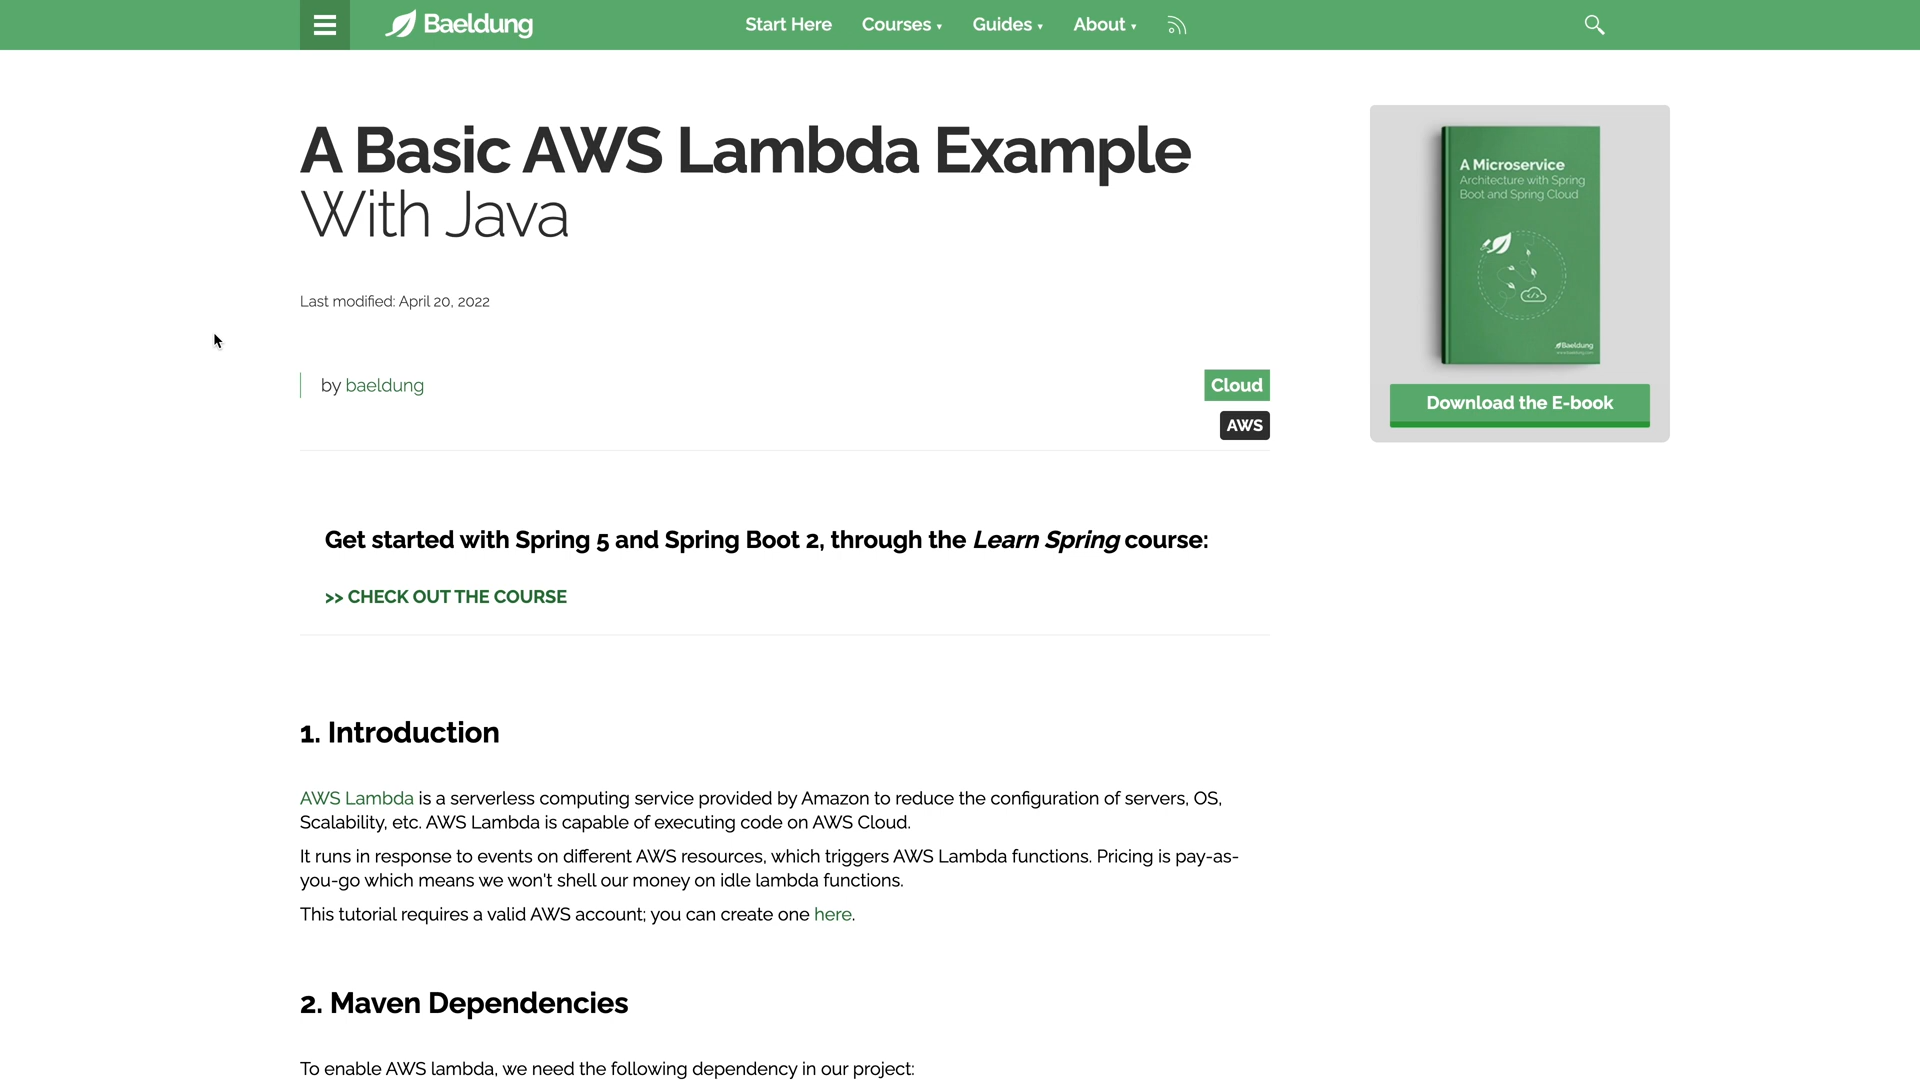 Baeldung
Start Here
Courses ▾
Guides ▾
About ▾
A Basic AWS Lambda Example
With Java
Last modified: April 20, 2022
by baeldung
Cloud
AWS
A Microservice
Architecture with Spring
Boot and Spring Cloud
Baeldung
Download the E-book
Get started with Spring 5 and Spring Boot 2, through the Learn Spring course:
>> CHECK OUT THE COURSE
1. Introduction
AWS Lambda is a serverless computing service provided by Amazon to reduce the configuration of servers, OS,
Scalability, etc. AWS Lambda is capable of executing code on AWS Cloud.
It runs in response to events on different AWS resources, which triggers AWS Lambda functions. Pricing is pay-as-
you-go which means we won't shell our money on idle lambda functions.
This tutorial requires a valid AWS account; you can create one here.
2. Maven Dependencies
To enable AWS lambda, we need the following dependency in our project: